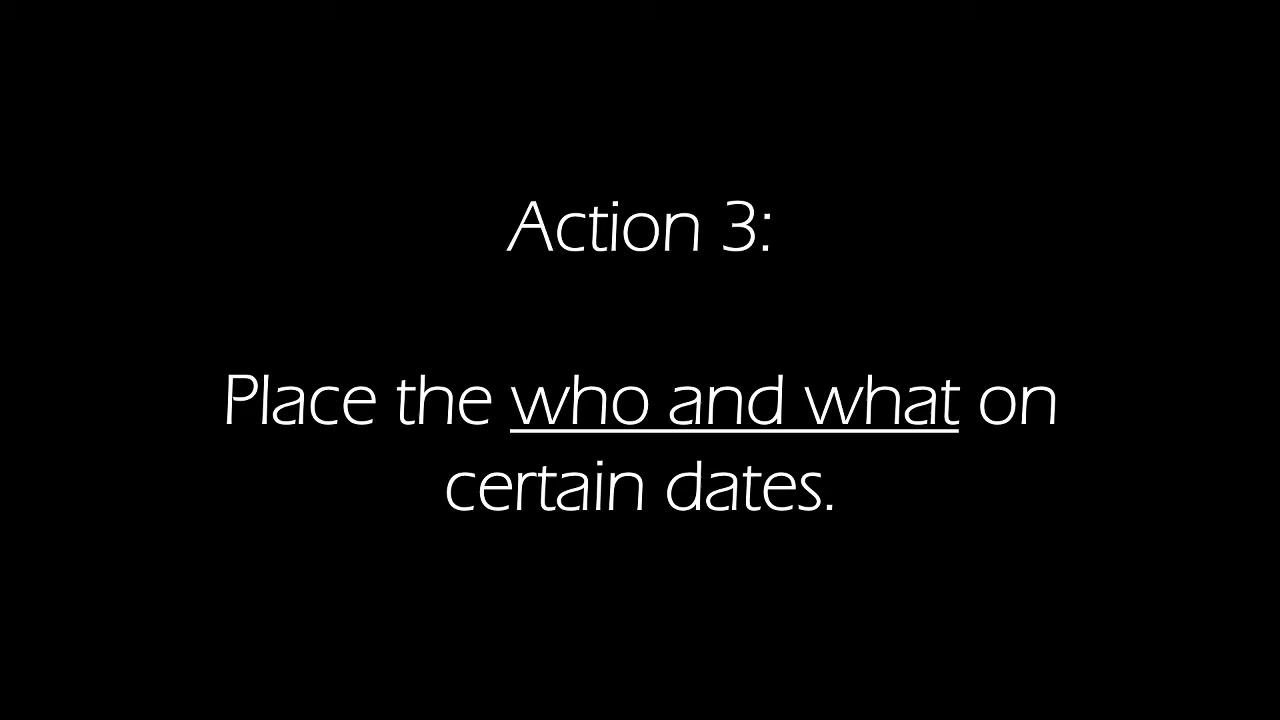 Action 3:
Place the who and what on
certain dates.